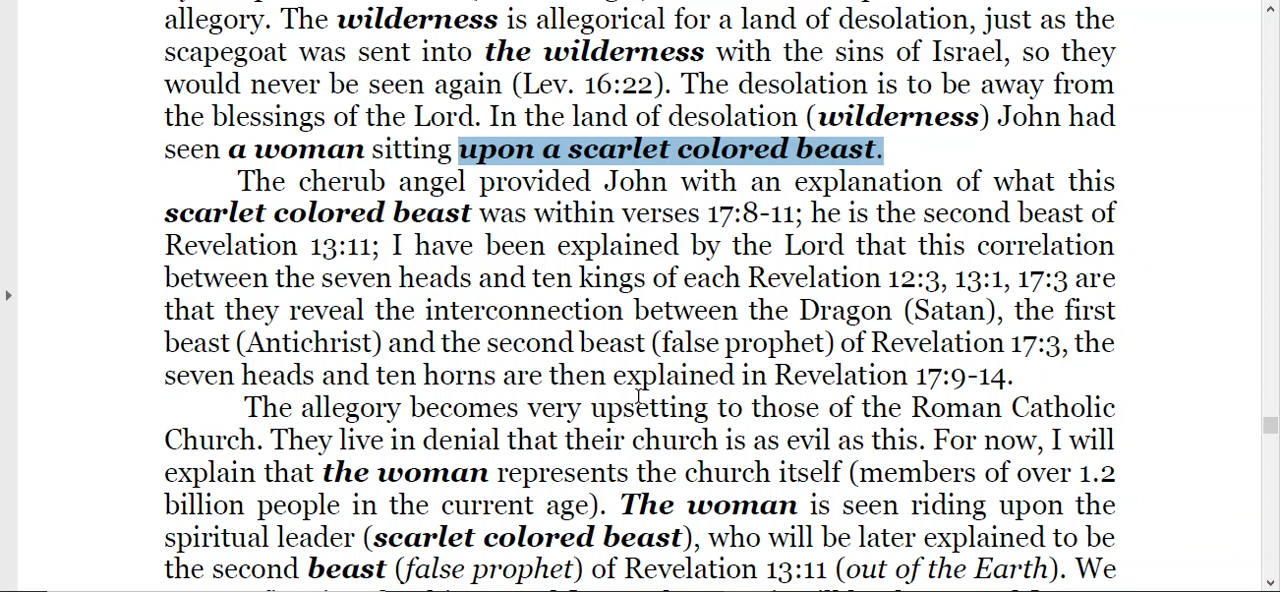 allegory. The wilderness is allegorical for a land of desolation, just as the
scapegoat was sent into the wilderness with the sins of Israel, so they
would never be seen again (Lev. 16:22). The desolation is to be away from
the blessings of the Lord. In the land of desolation (wilderness) John had
seen a woman sitting upon a scarlet colored beast.
The cherub angel provided John with an explanation of what this
scarlet colored beast was within verses 17:8-11; he is the second beast of
Revelation 13:11; I have been explained by the Lord that this correlation
between the seven heads and ten kings of each Revelation 12:3, 13:1, 17:3 are
that they reveal the interconnection between the Dragon (Satan), the first
beast (Antichrist) and the second beast (false prophet) of Revelation 17:3, the
seven heads and ten horns are then explained in Revelation 17:9-14.
The allegory becomes very upsetting to those of the Roman Catholic
Church. They live in denial that their church is as evil as this. For now, I will
explain that the woman represents the church itself (members of over 1.2
billion people in the current age). The woman is seen riding upon the
spiritual leader (scarlet colored beast), who will be later explained to be
the second beast (false prophet) of Revelation 13:11 (out of the Earth). We